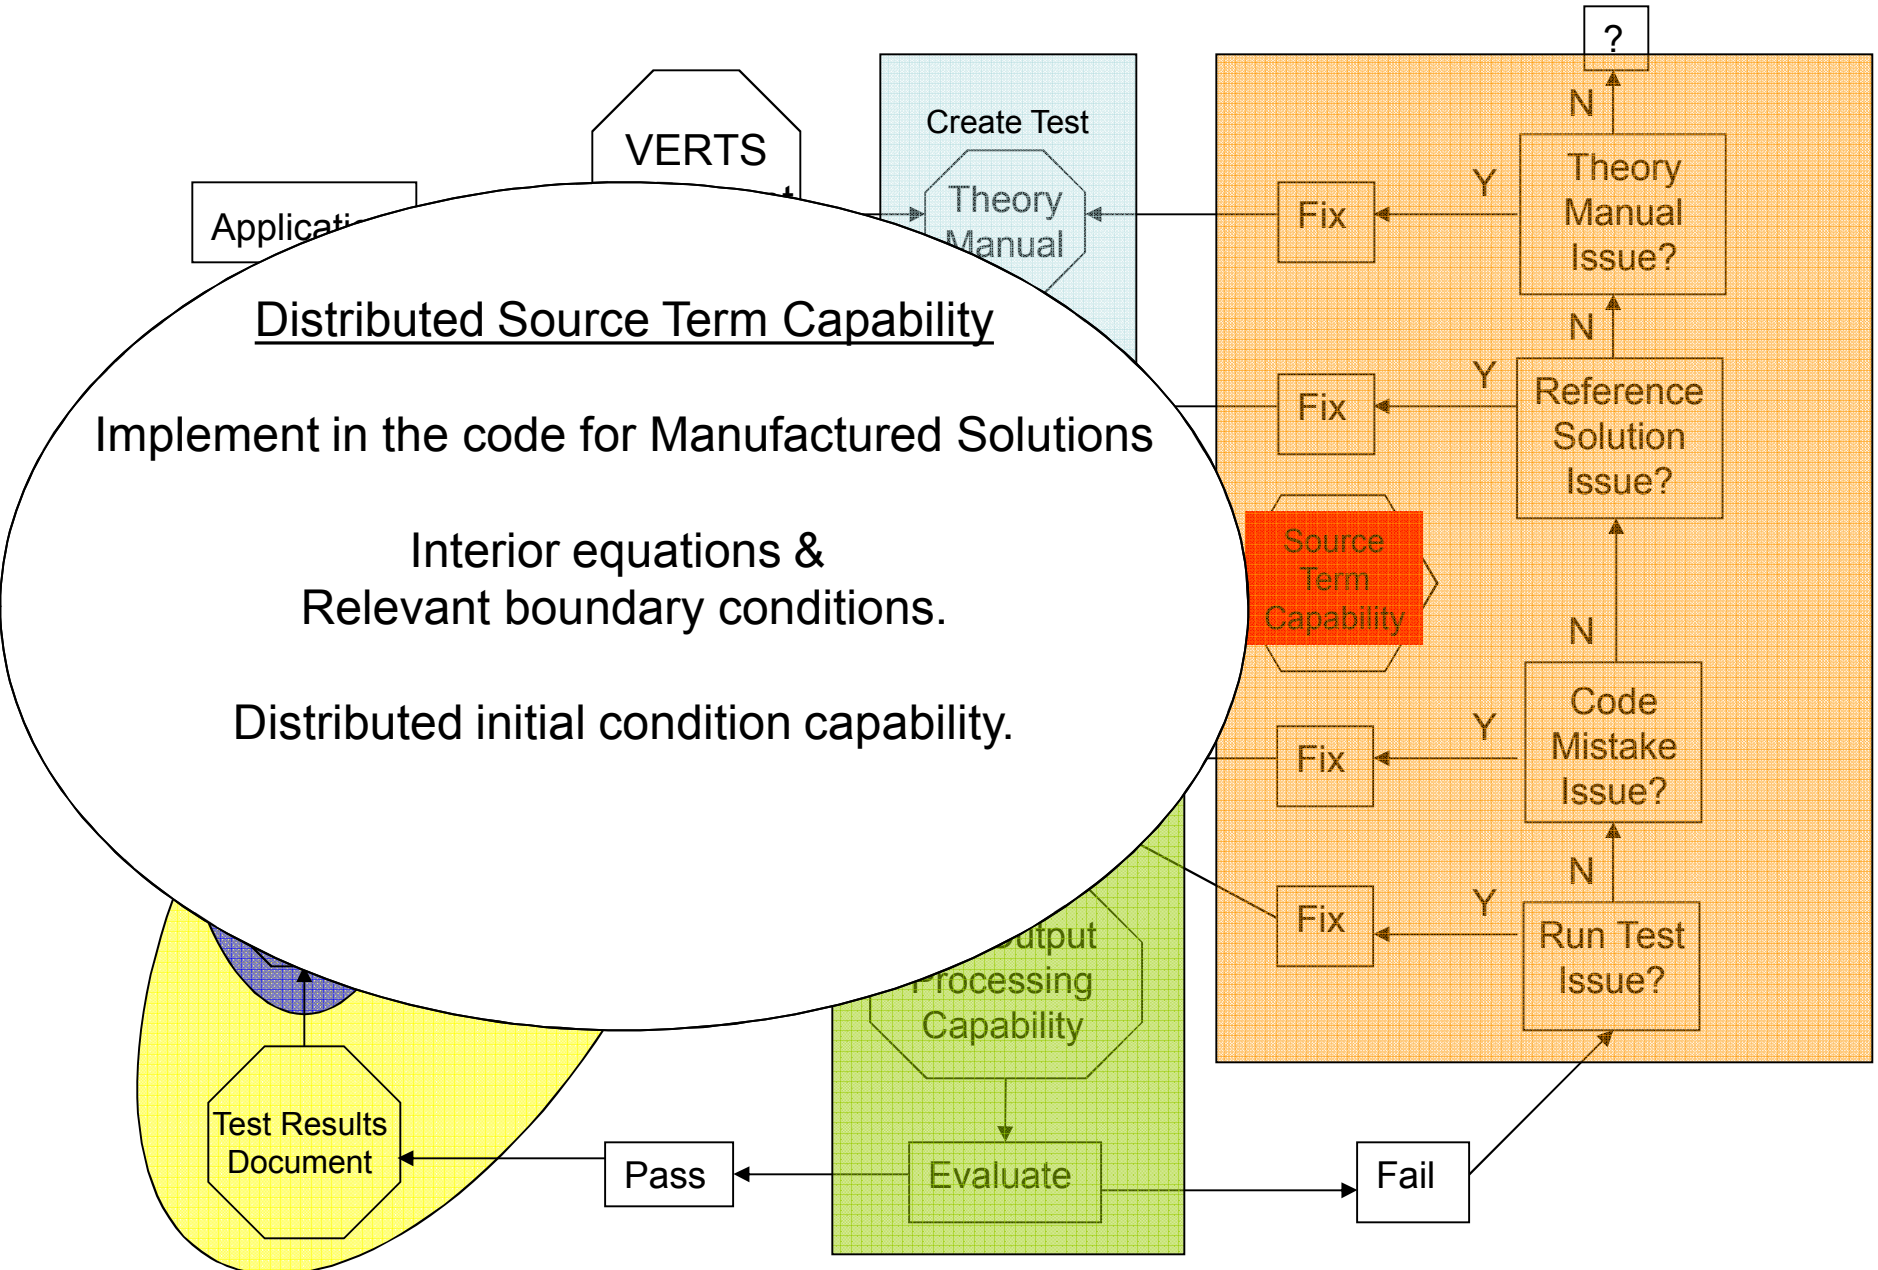 ?
N
Create Test
VERTS
Theory
Manual
Theory
Manual
Issue?
Y
Fix
N
Distributed Source Term Capability
Implement in the code for Manufactured Solutions
Interior equations &
Relevant boundary conditions.
Distributed initial condition capability.
Reference
Solution
Issue?
Y
Fix
Source
Term
Capability
N
Code
Mistake
Issue?
Y
Fix
N
Run Test
Issue?
Y
Fix
Processing
Capability
Test Results
Document
Pass
Evaluate
Fail